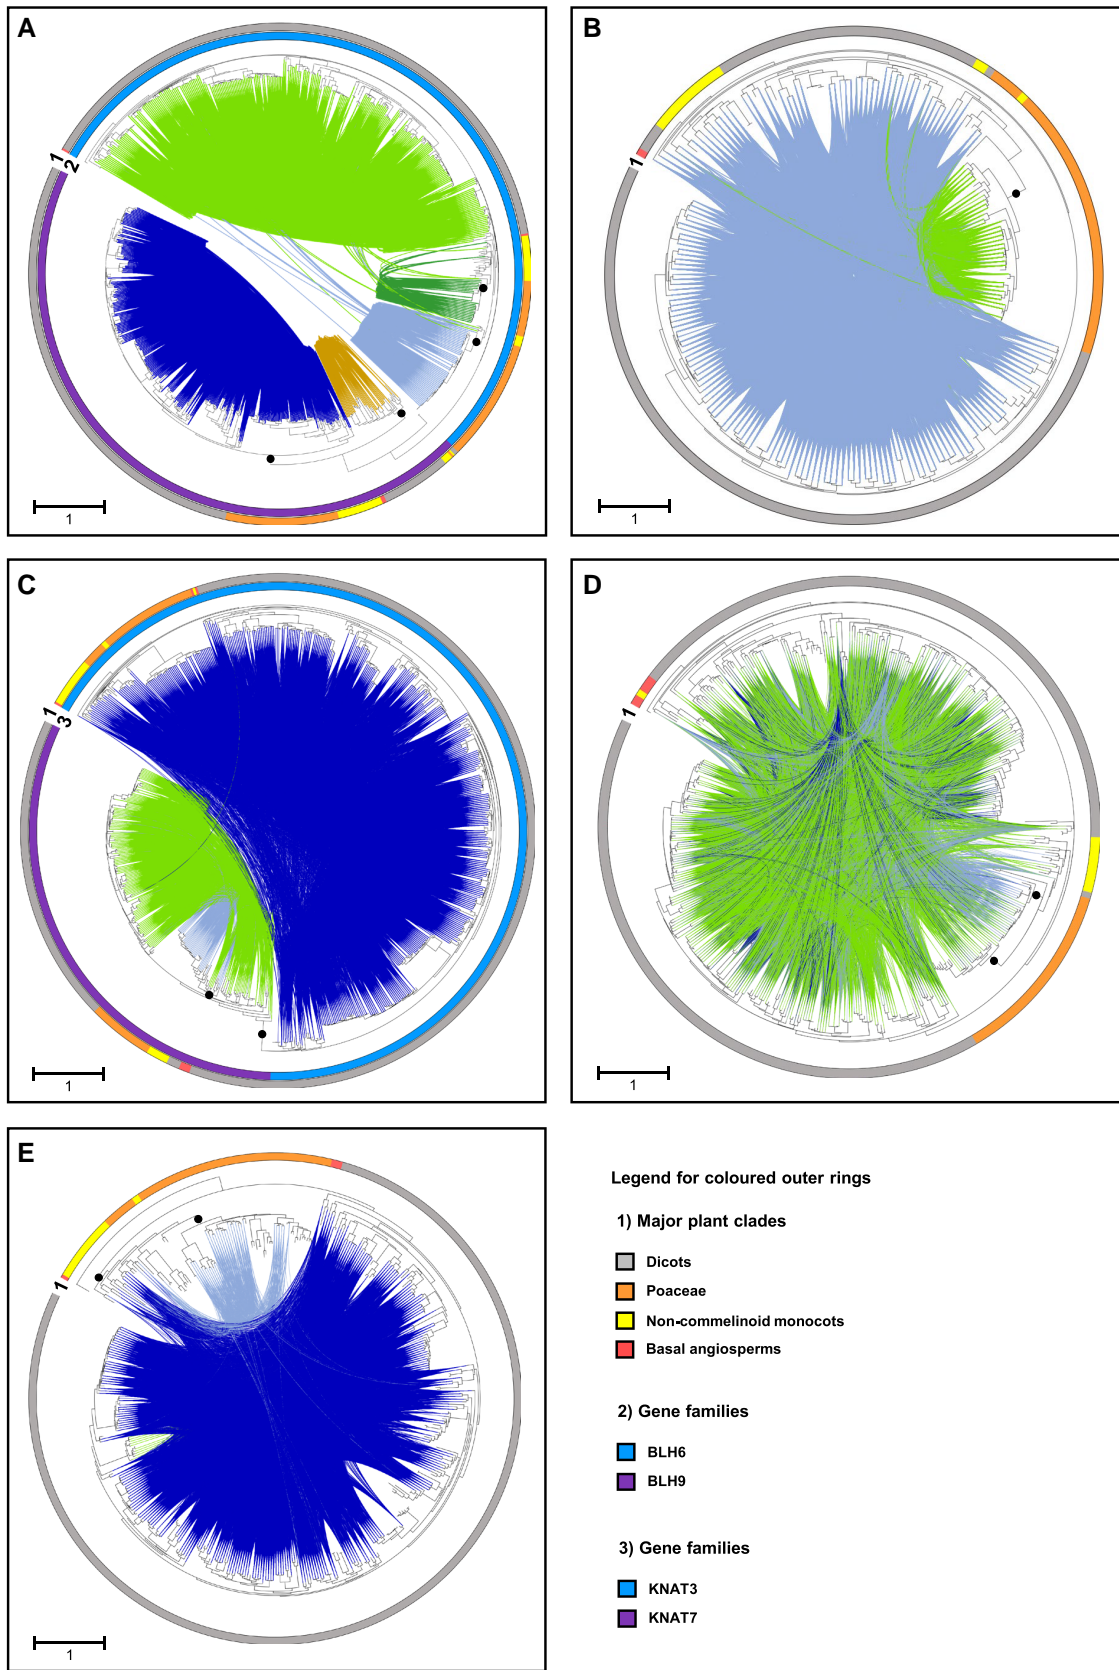 A
1
2
1
B
1
1
C
1
3
1
D
1
1
E
1
1
Legend for coloured outer rings
1) Major plant clades
Dicots
Poaceae
Non-commelinoid monocots
Basal angiosperms
2) Gene families
BLH6
BLH9
3) Gene families
KNAT3
KNAT7